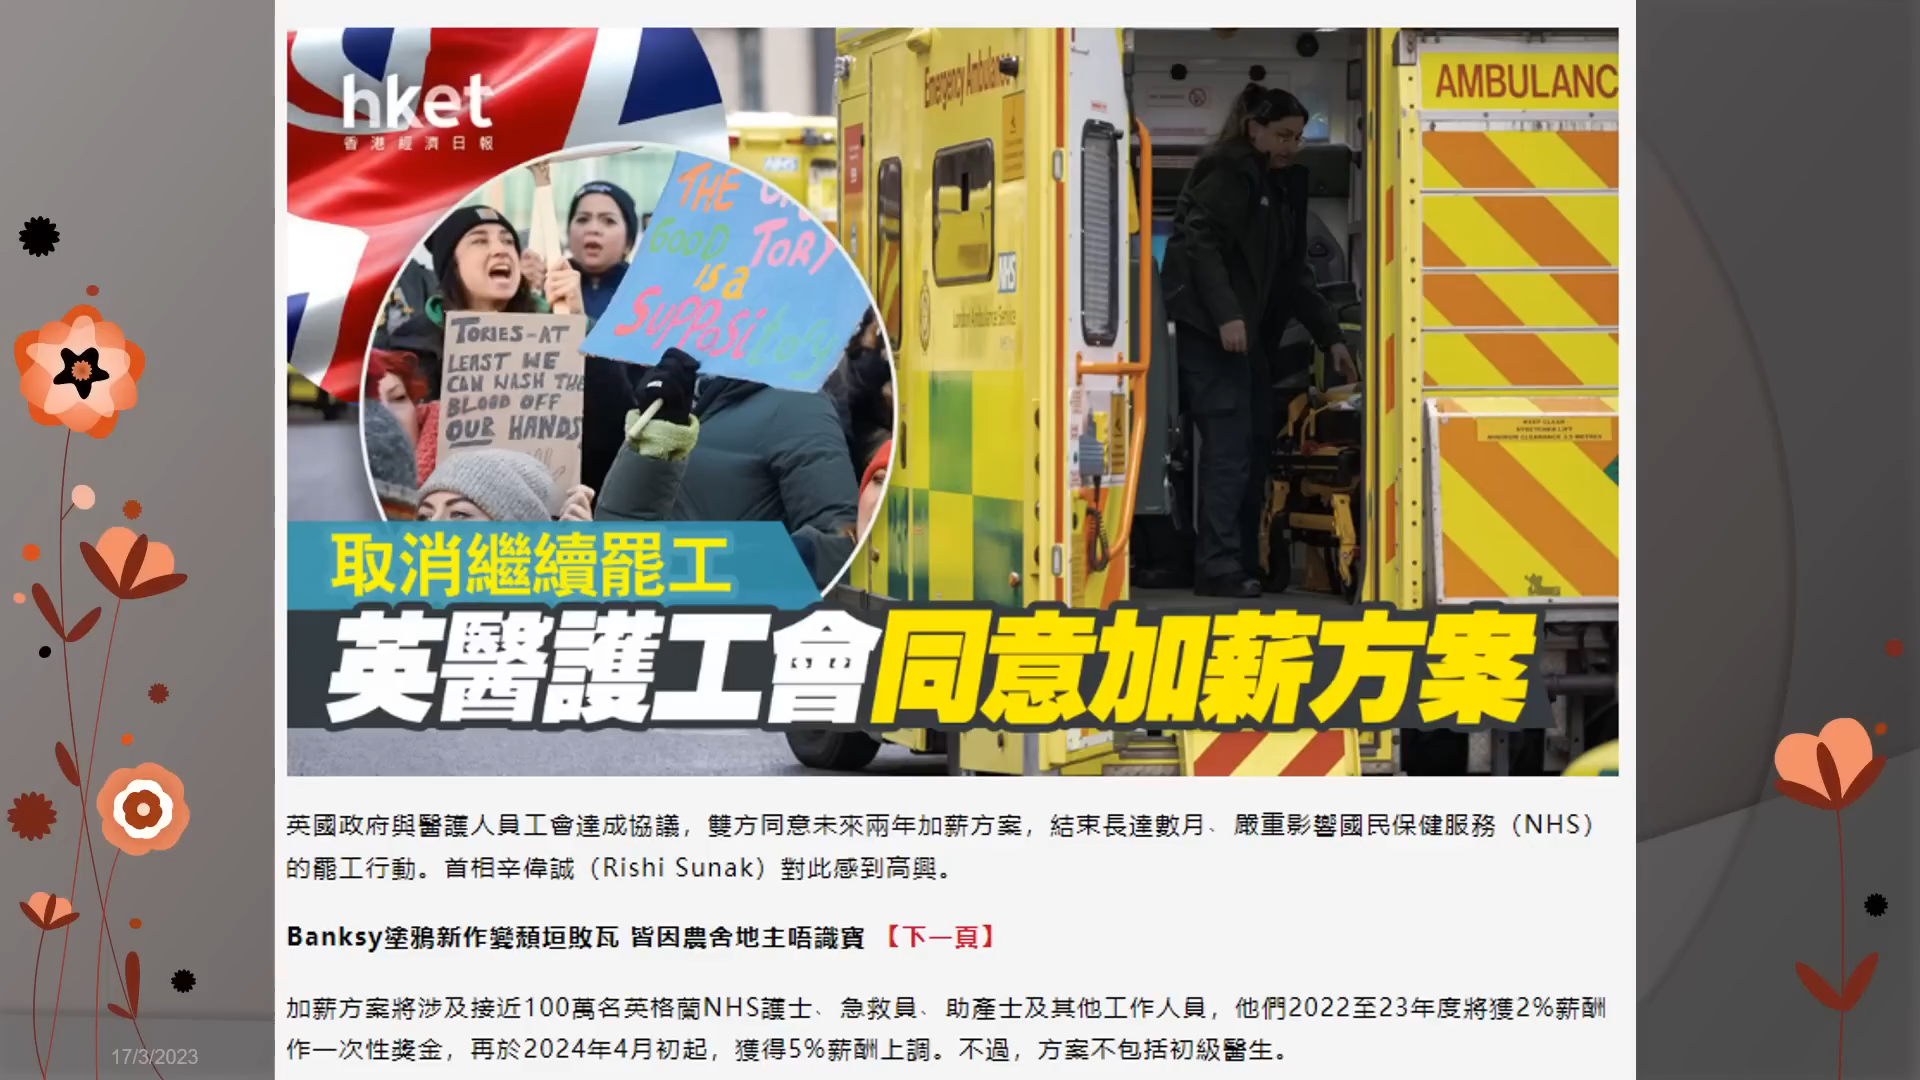 hket
香港經濟日報
Emergency Ambulance
AMBULANC
NHS
NHS
London Ambulance Service
THE
TORY
GOOD
is a
SUPPOSitory
TORIES-AT
LEAST WE
CAN WASH THE
BLOOD OFF
OUR HANDS
KEEP CLEAR
取消繼續罷工
英醫護工會同意加薪方案
英國政府與醫護人員工會達成協議，雙方同意未來兩年加薪方案，結束長達數月、嚴重影響國民保健服務（NHS）
的罷工行動。首相辛偉誠（Rishi Sunak）對此感到高興。
Banksy塗鴉新作變頹垣敗瓦 皆因農舍地主唔識寶 【下一頁】
加薪方案將涉及接近100萬名英格蘭NHS護士、急救員、助產士及其他工作人員，他們2022至23年度將獲2%薪酬
作一次性獎金，再於2024年4月初起，獲得5%薪酬上調。不過，方案不包括初級醫生。
17/3/2023